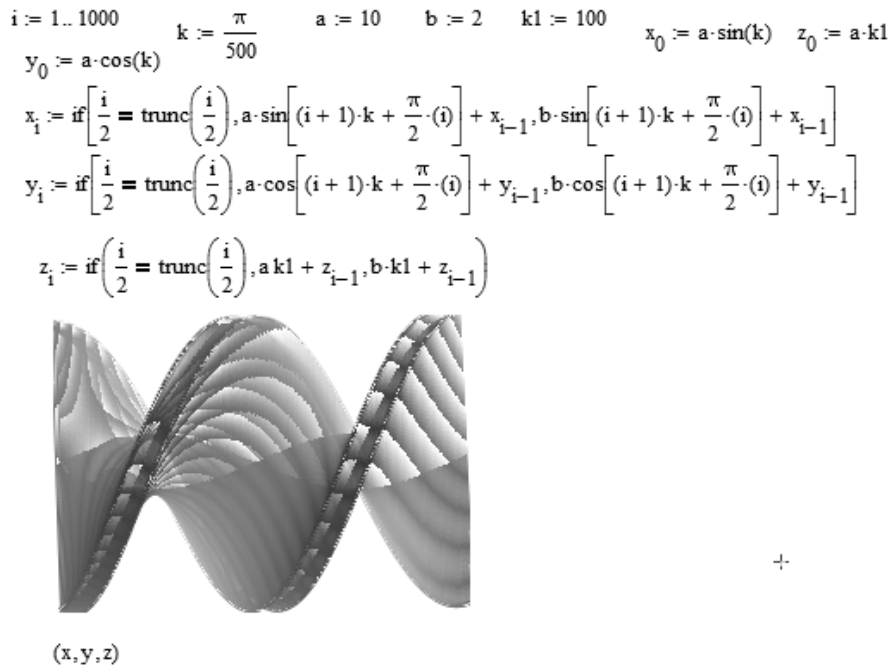 i := 1.. 1000 k := π/500 a := 10 b := 2 k1 := 100 x_0 := a·sin(k) z_0 := a·k1
y_0 := a·cos(k)
x_i := if[i/2 = trunc(i/2), a·sin[(i + 1)·k + π/2·(i)] + x_{i−1}, b·sin[(i + 1)·k + π/2·(i)] + x_{i−1}]
y_i := if[i/2 = trunc(i/2), a·cos[(i + 1)·k + π/2·(i)] + y_{i−1}, b·cos[(i + 1)·k + π/2·(i)] + y_{i−1}]
z_i := if(i/2 = trunc(i/2), a k1 + z_{i−1}, b·k1 + z_{i−1})
(x,y,z)